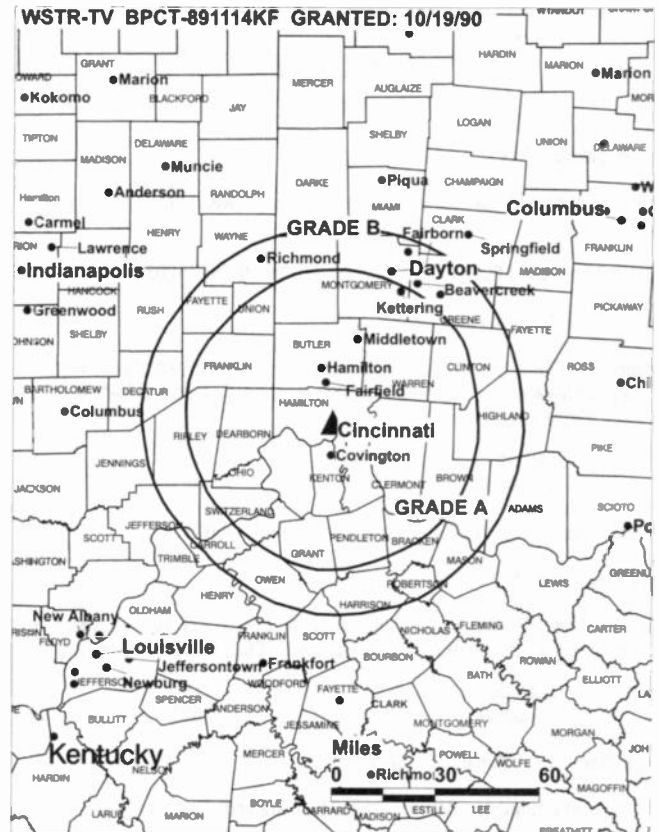 WSTR-TV BPCT-891114KF GRANTED: 10/19/90
WYANDOT
HARDIN
GRANT
Marion
MERCER
AUGLAIZE
MARION
Marion
Kokomo
BLACKFORD
JAY
LOGAN
TIPTON
DELAWARE
SHELBY
UNION
DELAWARE
MADISON
Muncie
Anderson
RANDOLPH
DARKE
Piqua
CHAMPAIGN
Hamilton
MIAMI
Columbus
Carmel
HENRY
WAYNE
GRADE B
CLARK
Fairborn
Springfield
FRANKLIN
Lawrence
Richmond
Indianapolis
Dayton
MADISON
HANCOCK
FAYETTE
UNION
MONTGOMERY
Beavercreek
Greenwood
RUSH
Kettering
GREENE
PICKAWAY
SHELBY
FAYETTE
BUTLER
Middletown
FRANKLIN
Hamilton
CLINTON
ROSS
BARTHOLOMEW
DECATUR
Fairfield
WARREN
Columbus
HAMILTON
HIGHLAND
RIPLEY
DEARBORN
Cincinnati
PIKE
JENNINGS
OHIO
Covington
KENTON
CLERMONT
BROWN
JACKSON
SWITZERLAND
GRADE A
ADAMS
SCIOTO
JEFFERSON
SCOTT
CARROLL
GRANT
PENDLETON
BRACKEN
TRIMBLE
MASON
OWEN
ROBERTSON
LEWIS
HENRY
HARRISON
OLDHAM
New Albany
FLOYD
FRANKLIN
SCOTT
NICHOLAS
FLEMING
CARTER
Louisville
Jeffersontown
Frankfort
BOURBON
ROWAN
JEFFERSON
Newburg
WOODFORD
FAYETTE
BATH
ELLIOTT
SPENCER
ANDERSON
CLARK
BULLITT
JESSAMINE
MONTGOMERY
MORGAN
Kentucky
Miles
MERCER
POWELL
WOLFE
HARDIN
NELSON
0
30
60
MAGOFFIN
BOYLE
LARUE
MARION
GARRARD
MADISON
ESTILL
LEE